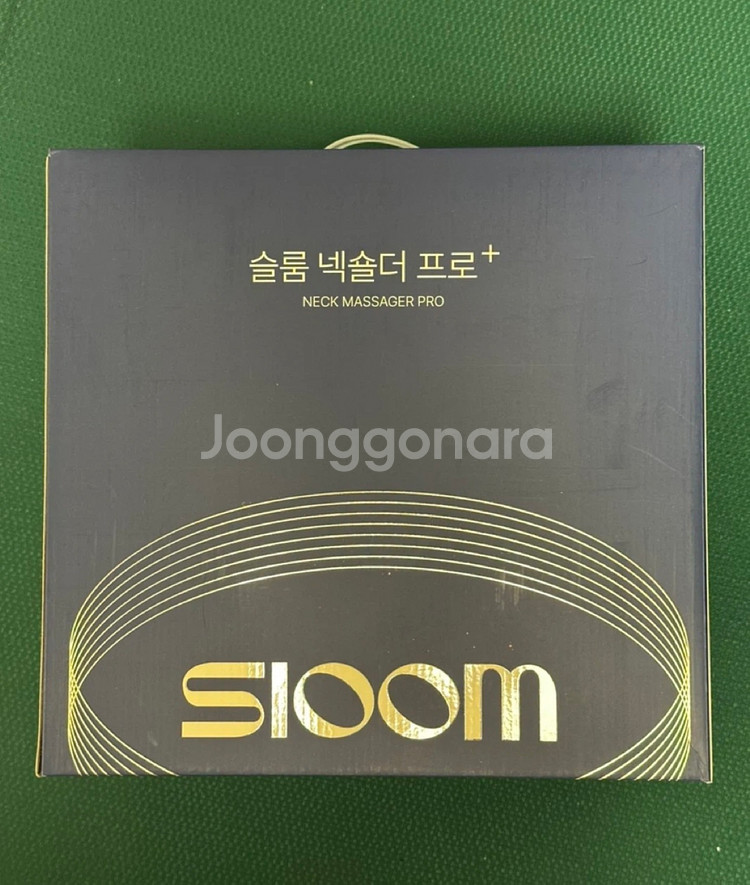 슬룸 넥숄더 프로+
NECK MASSAGER PRO
Joonggonara
sloom